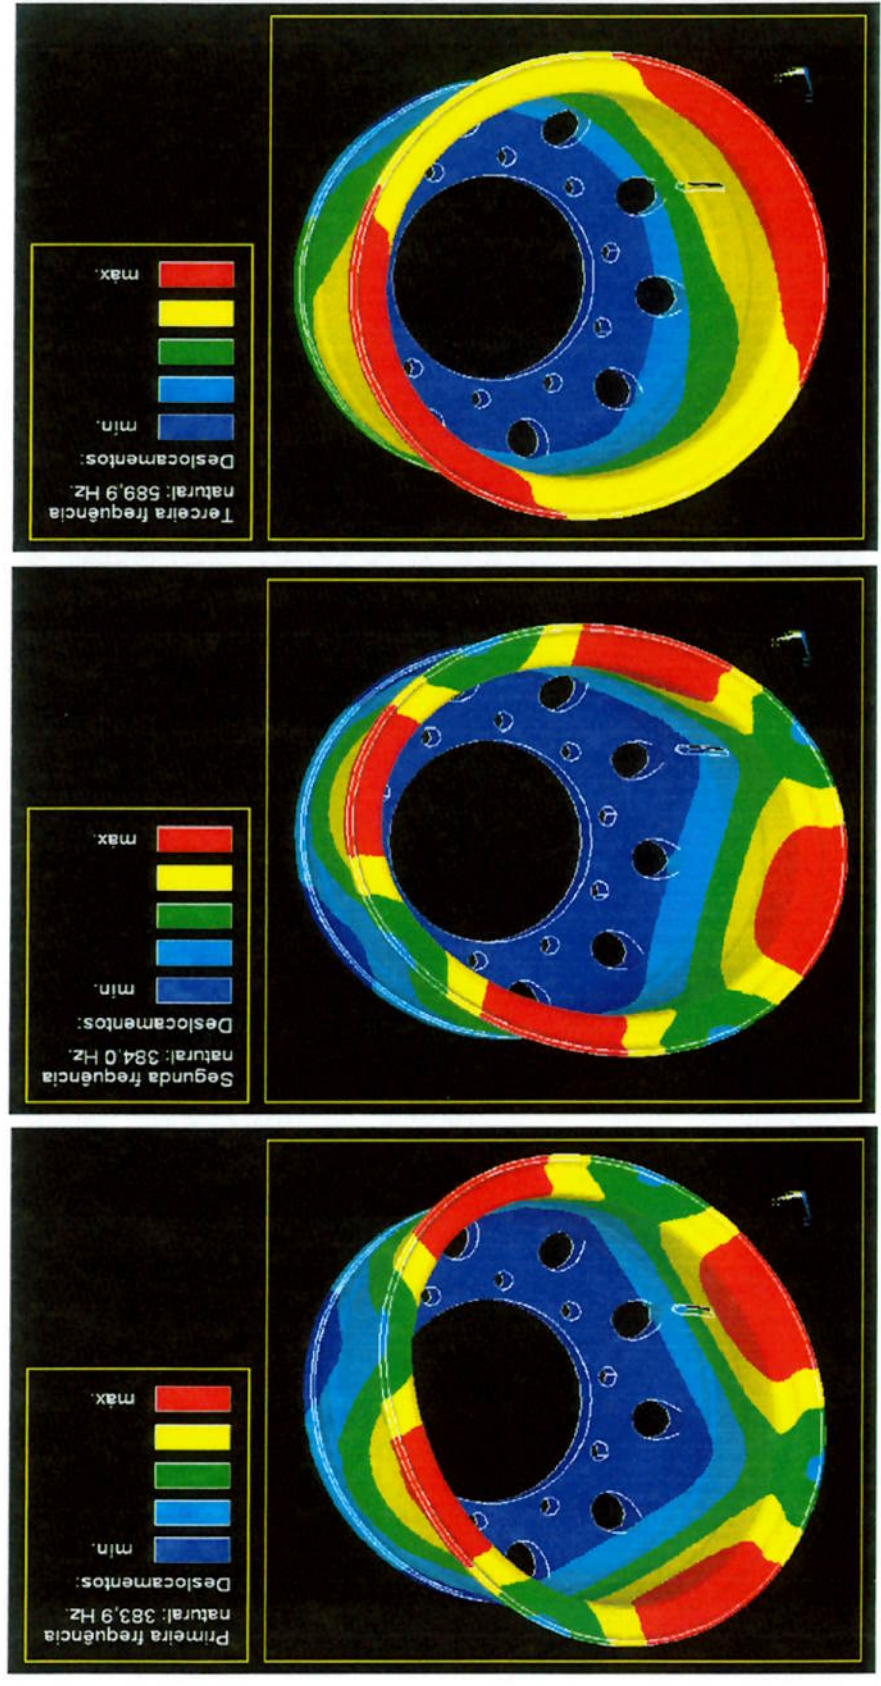 Primeira frequência
natural: 383,9 Hz.
Deslocamentos:
mín.
máx.
Segunda frequência
natural: 384,0 Hz.
Deslocamentos:
mín.
máx.
Terceira frequência
natural: 589,9 Hz.
Deslocamentos:
mín.
máx.